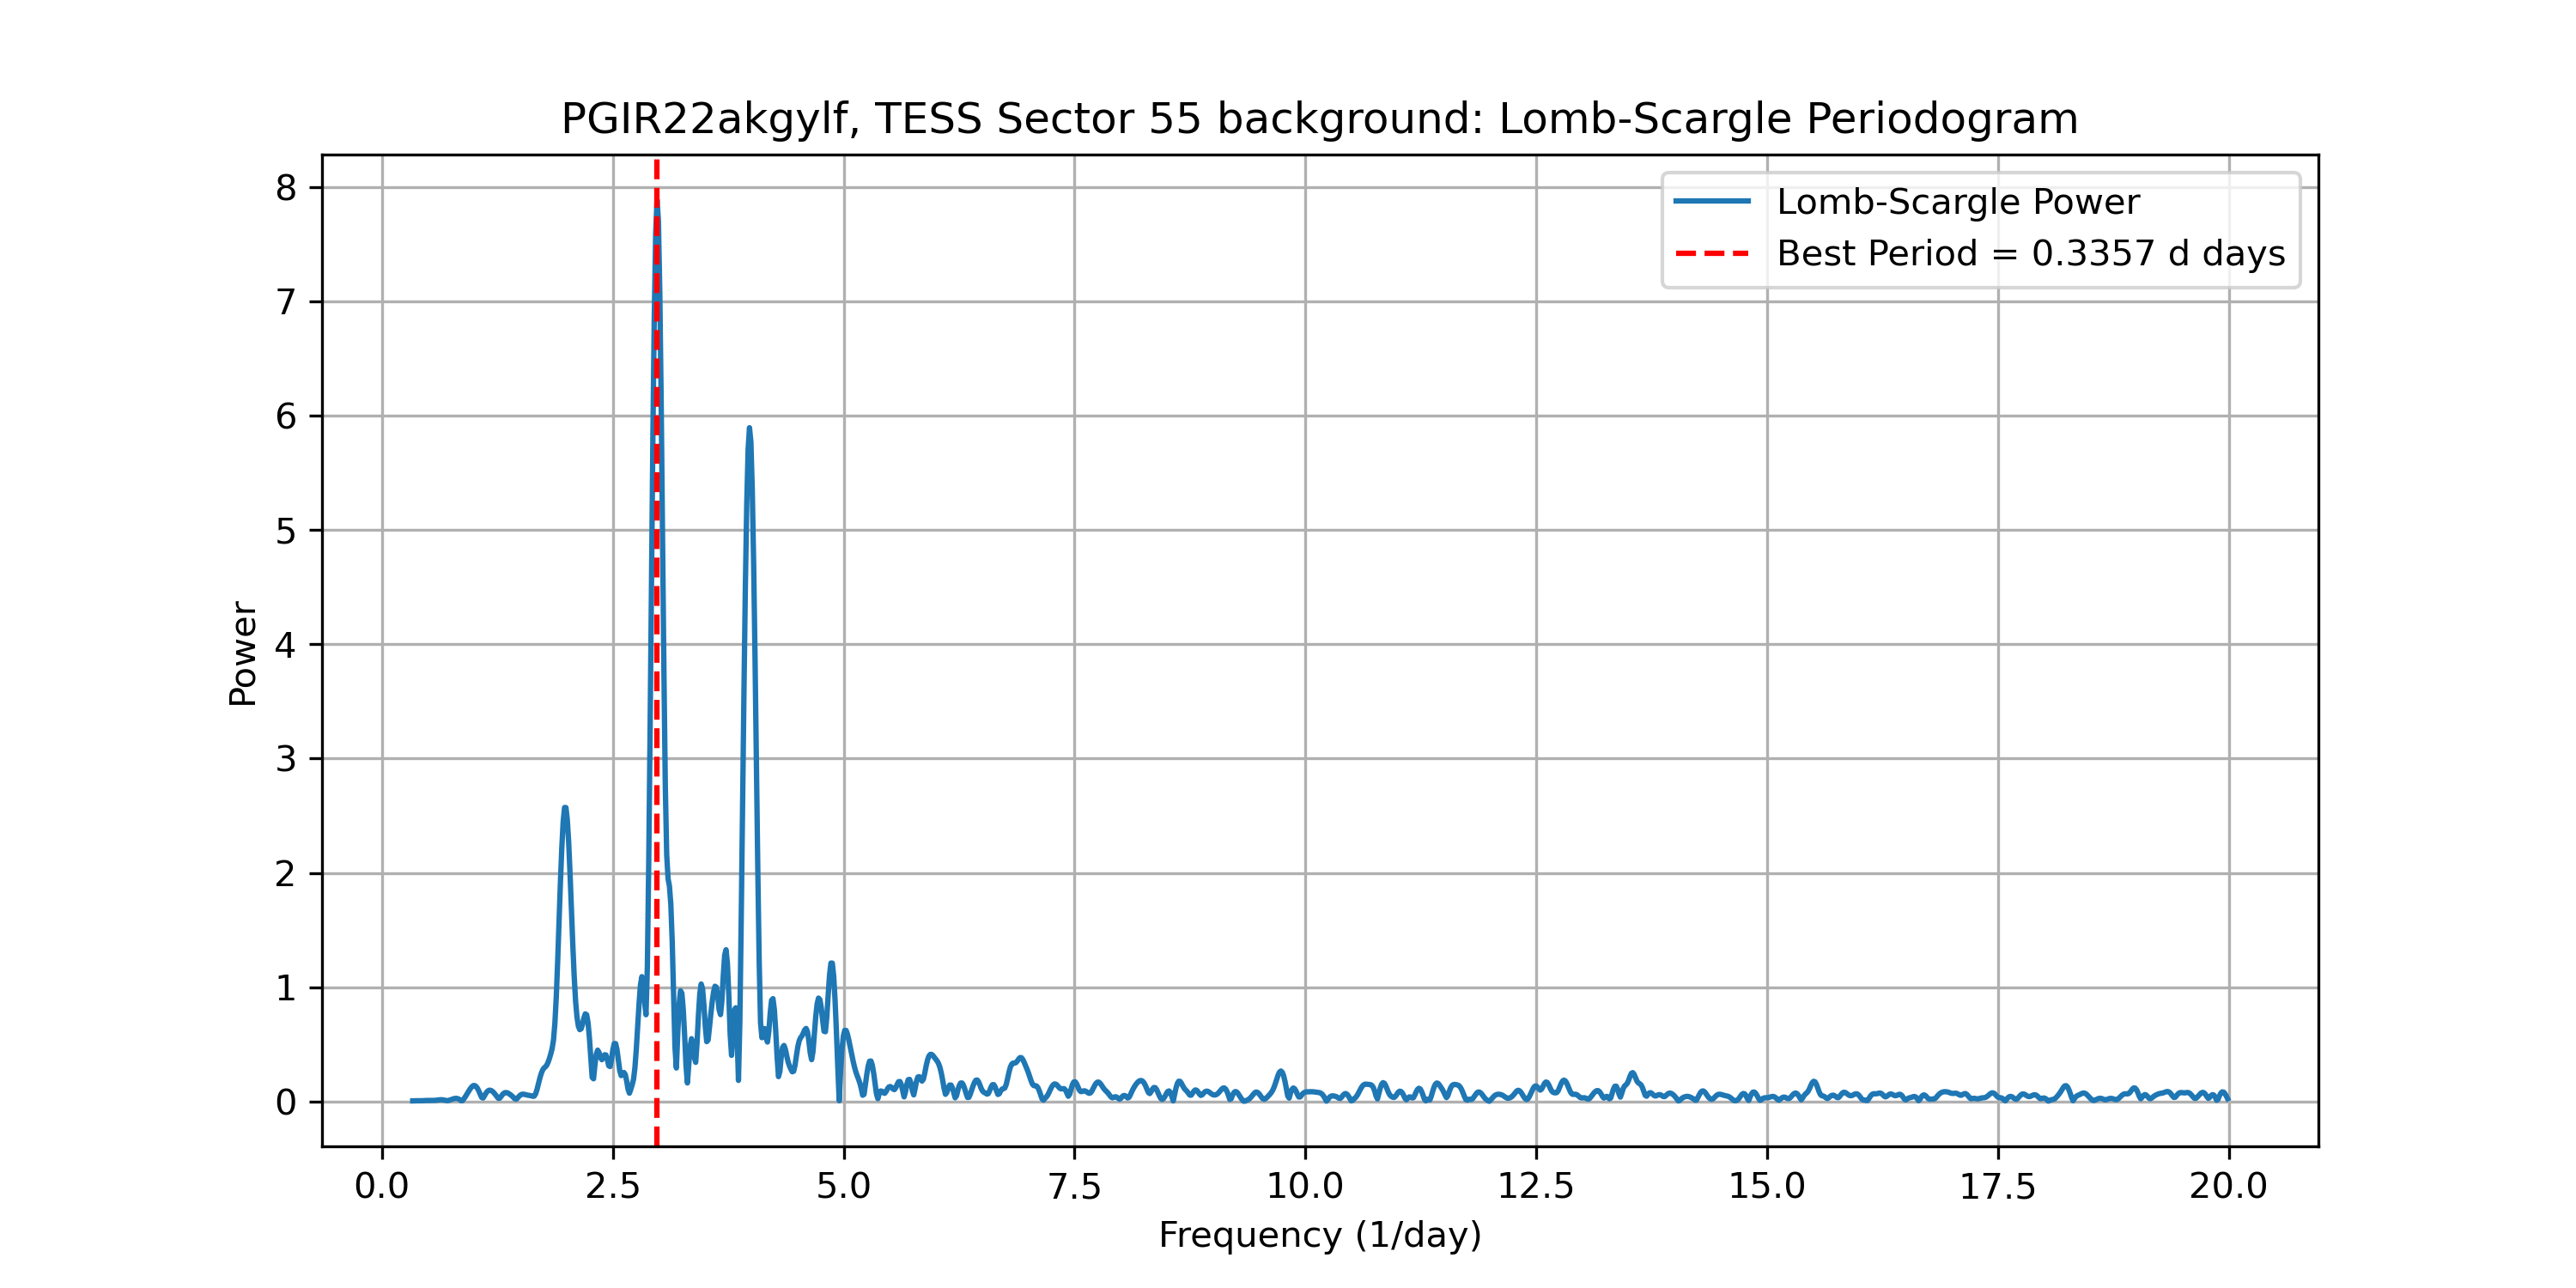 PGIR22akgylf, TESS Sector 55 background: Lomb-Scargle Periodogram
Lomb-Scargle Power
Best Period = 0.3357 d days
8
7
6
5
4
3
2
1
0
Power
0.0 2.5 5.0 7.5 10.0 12.5 15.0 17.5 20.0
Frequency (1/day)